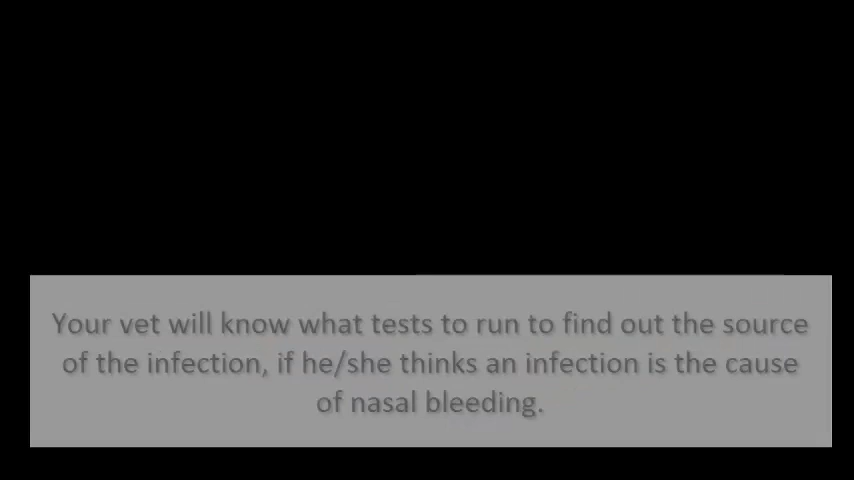 Your vet will know what tests to run to find out the source
of the infection, if he/she thinks an infection is the cause
of nasal bleeding.